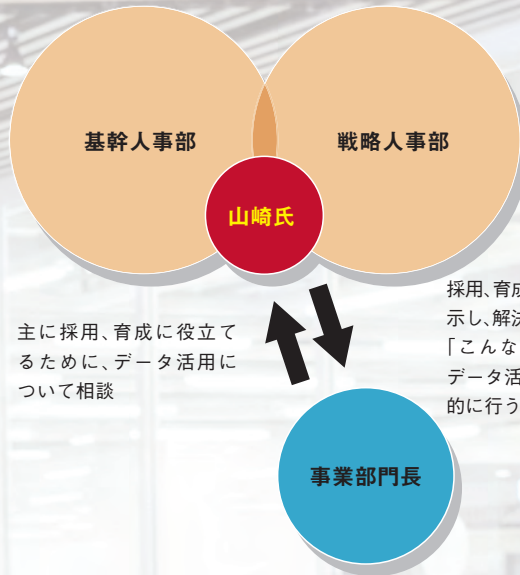 基幹人事部
戦略人事部
山崎氏
主に採用、育成に役立て
るために、データ活用に
ついて相談
採用、育成
示し、解決
「こんな
データ活
的に行う
事業部門長